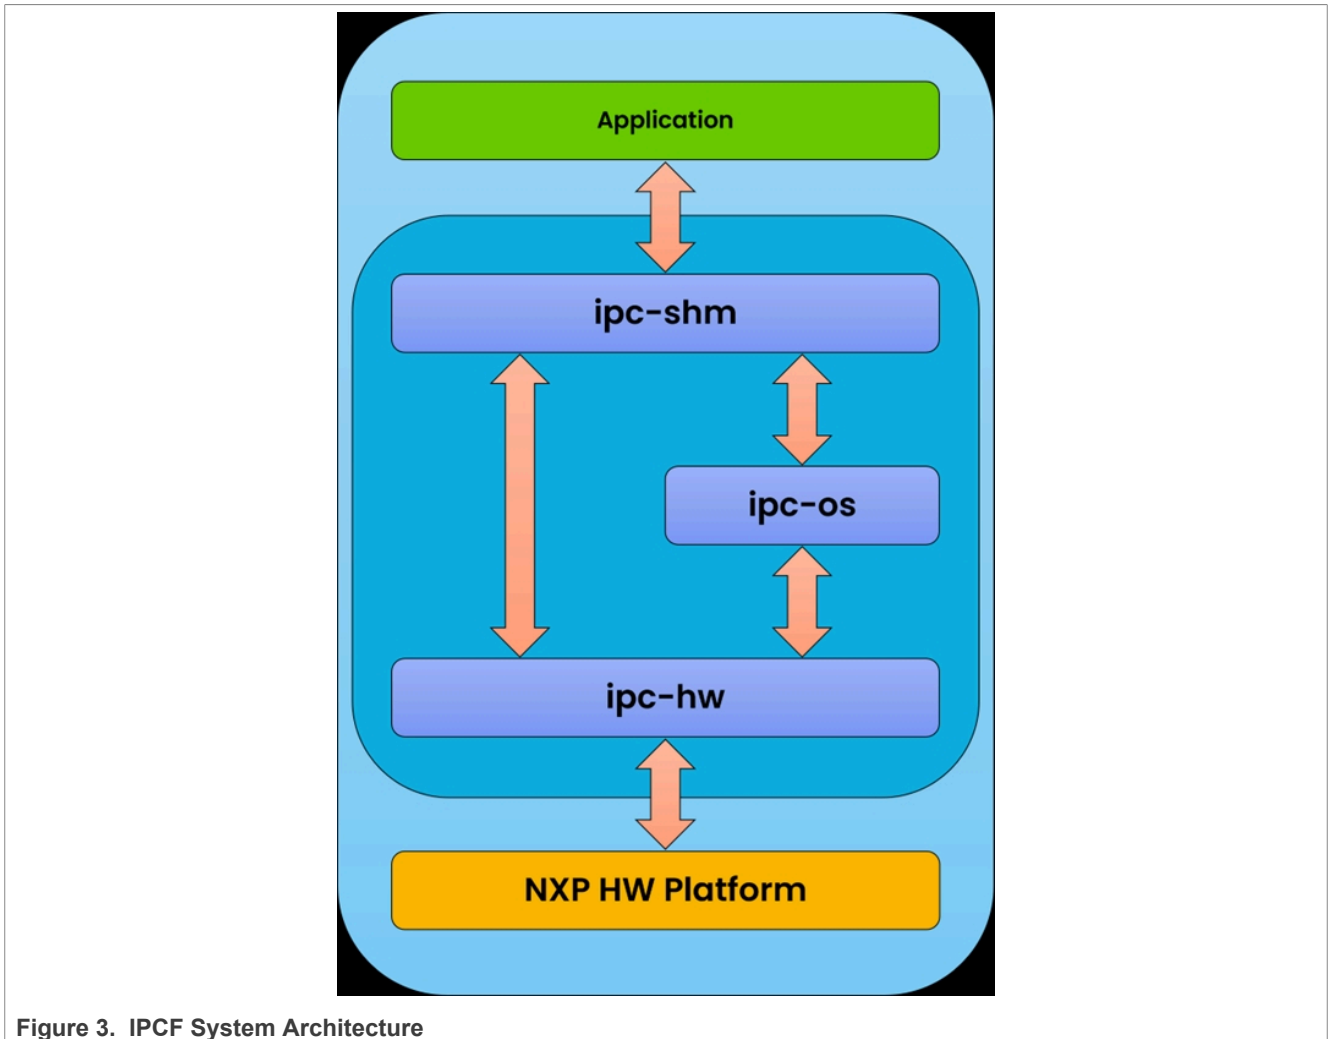 Application
ipc-shm
ipc-os
ipc-hw
NXP HW Platform
Figure 3. IPCF System Architecture